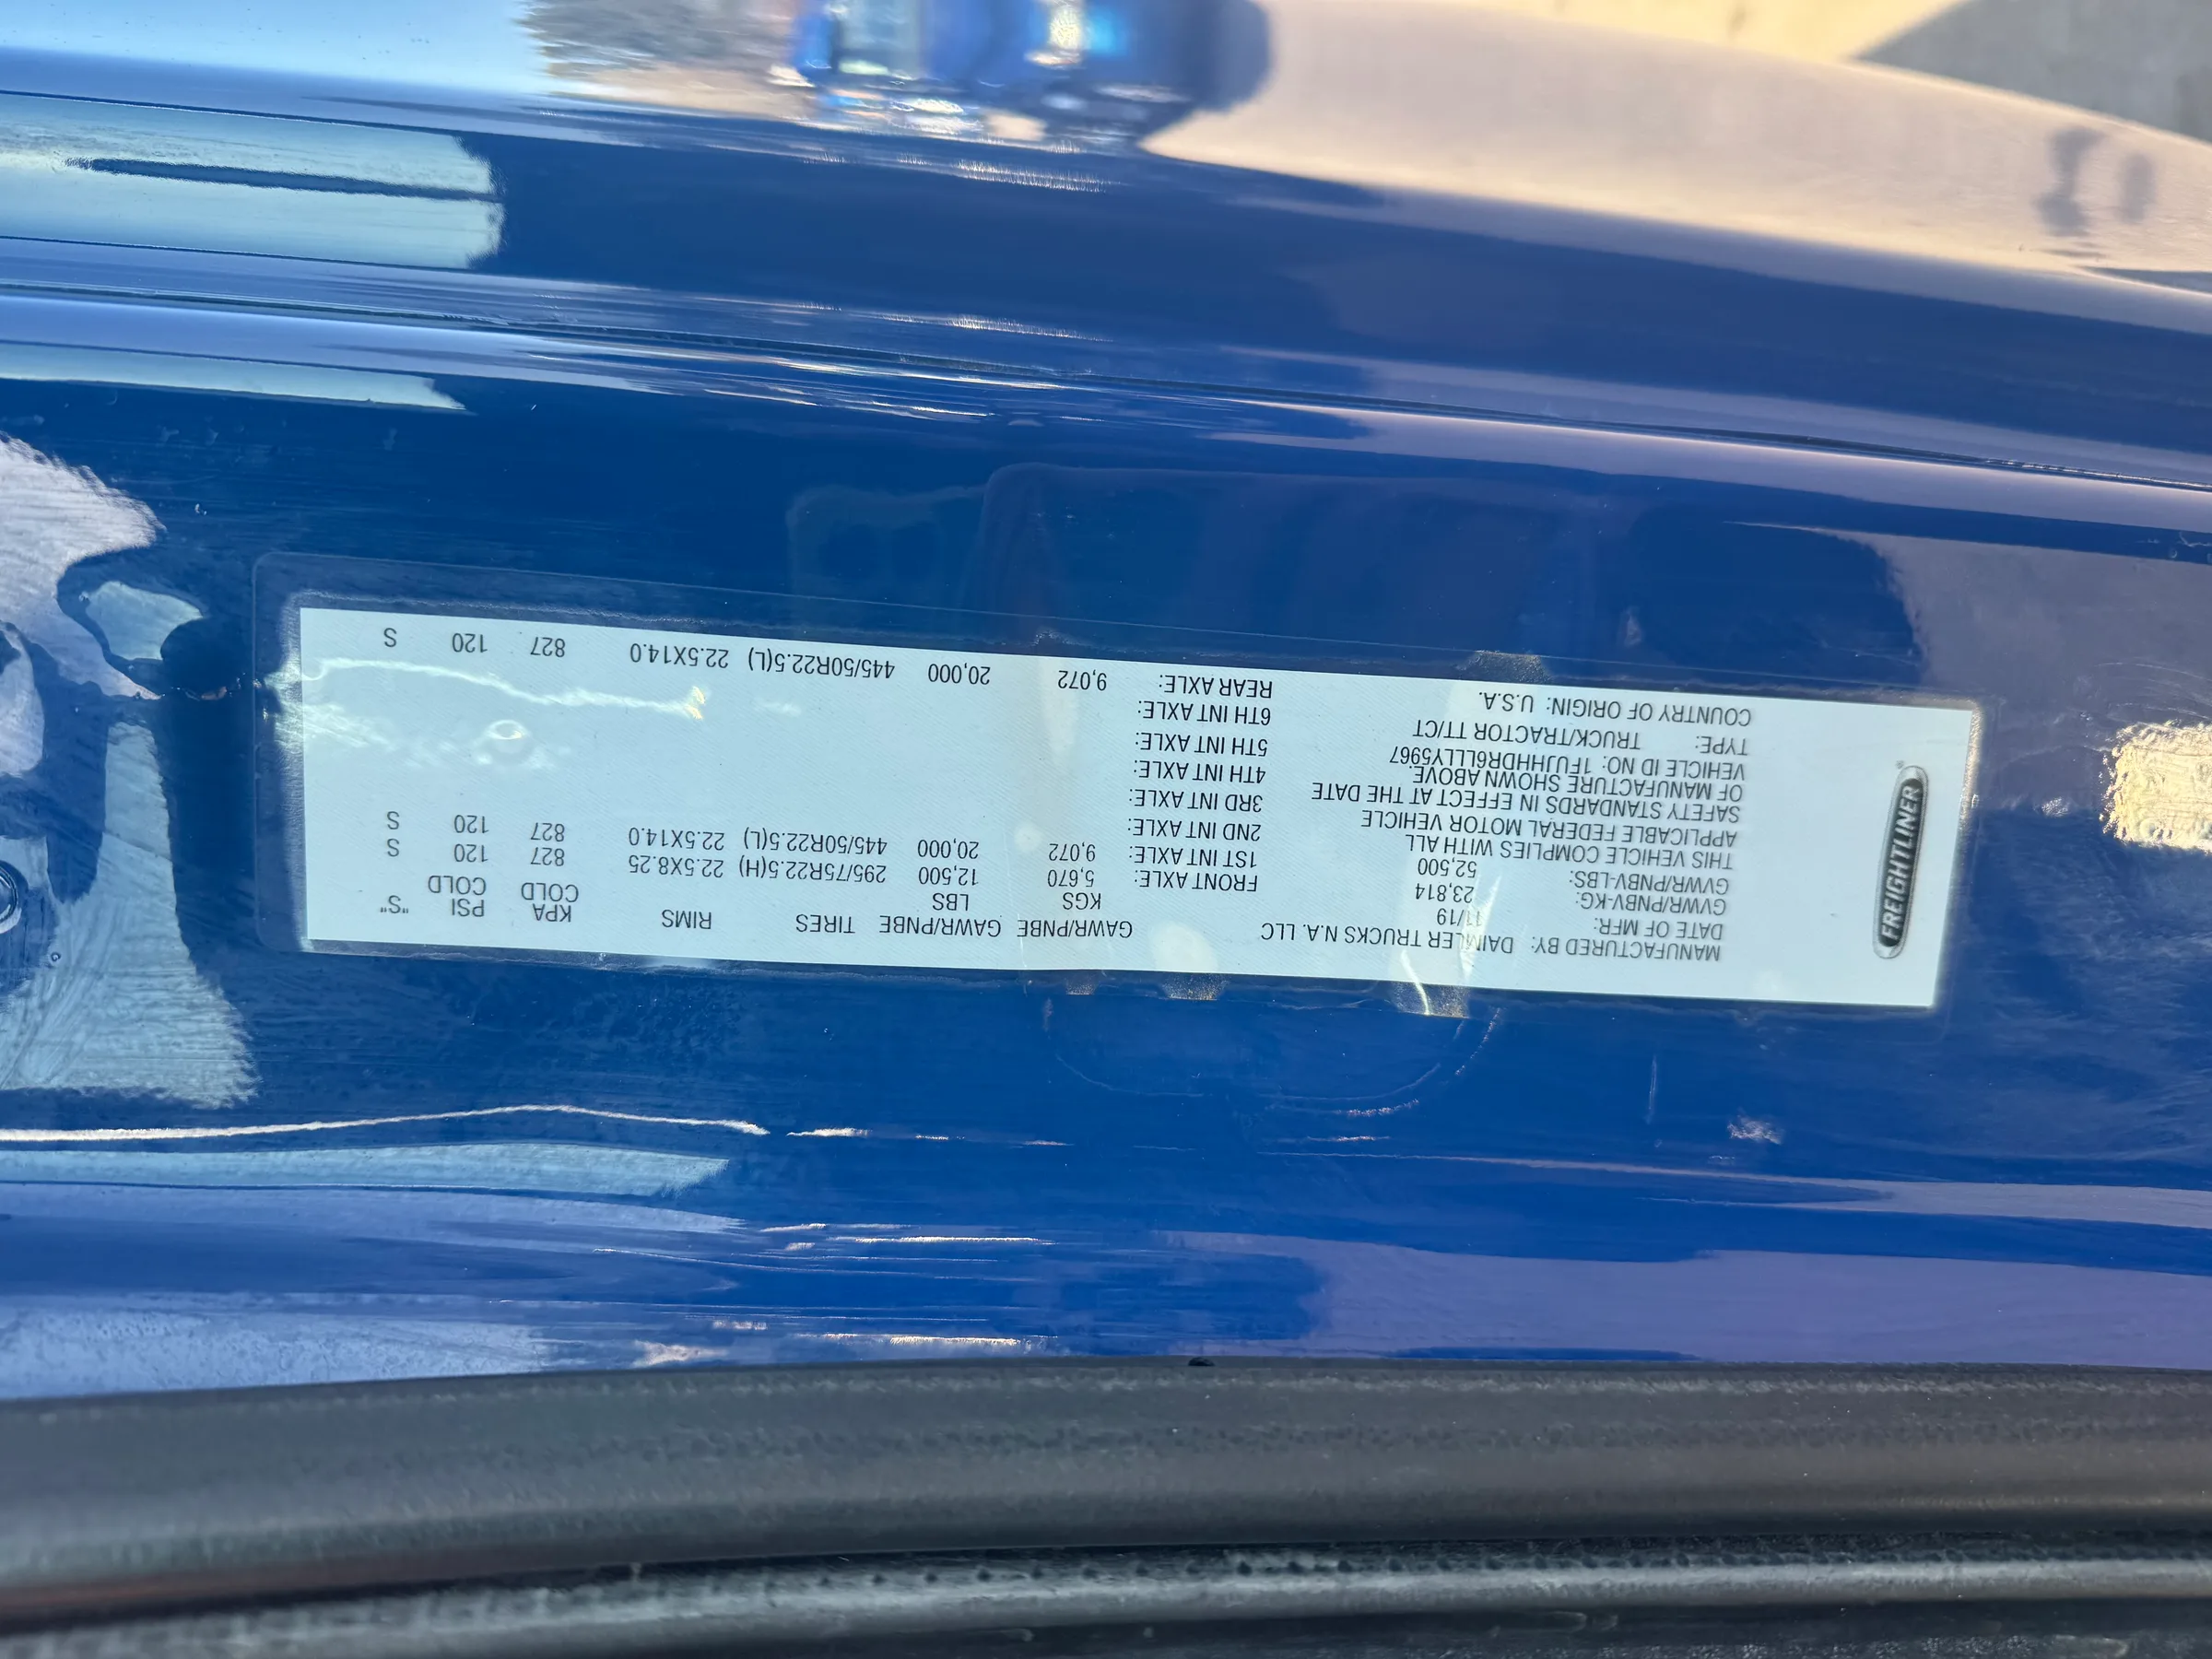 FREIGHTLINER
MANUFACTURED BY: DAIMLER TRUCKS N.A. LLC
DATE OF MFR: 11/19
GVWR/PNBV-KG: 23,814
GVWR/PNBV-LBS: 52,500
THIS VEHICLE COMPLIES WITH ALL
APPLICABLE FEDERAL MOTOR VEHICLE
SAFETY STANDARDS IN EFFECT AT THE DATE
OF MANUFACTURE SHOWN ABOVE.
VEHICLE ID NO: 1FUJHHDR6LLLY5967
TYPE: TRUCK/TRACTOR TT/CT
COUNTRY OF ORIGIN: U.S.A.
GAWR/PNBE GAWR/PNBE TIRES RIMS KPA PSI "S"
KGS LBS COLD COLD
FRONT AXLE: 5,670 12,500 295/75R22.5(H) 22.5X8.25 827 120 S
1ST INT AXLE: 9,072 20,000 445/50R22.5(L) 22.5X14.0 827 120 S
2ND INT AXLE:
3RD INT AXLE:
4TH INT AXLE:
5TH INT AXLE:
6TH INT AXLE:
REAR AXLE: 9,072 20,000 445/50R22.5(L) 22.5X14.0 827 120 S